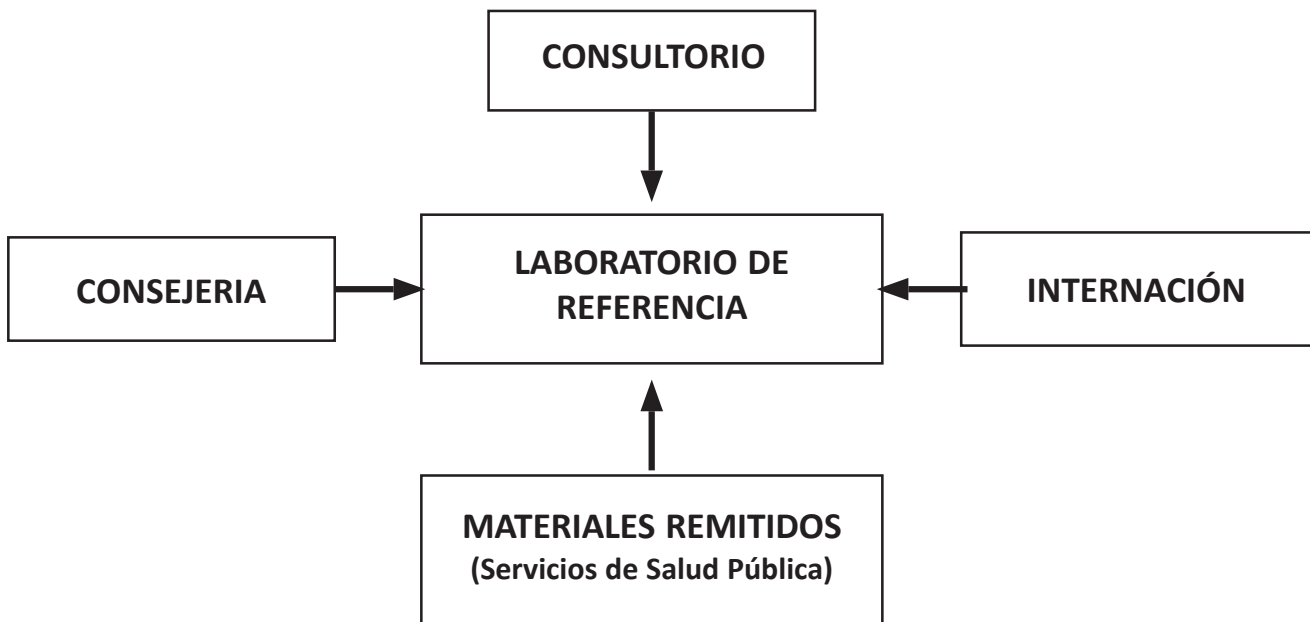 CONSULTORIO
CONSEJERIA
LABORATORIO DE
REFERENCIA
INTERNACIÓN
MATERIALES REMITIDOS
(Servicios de Salud Pública)